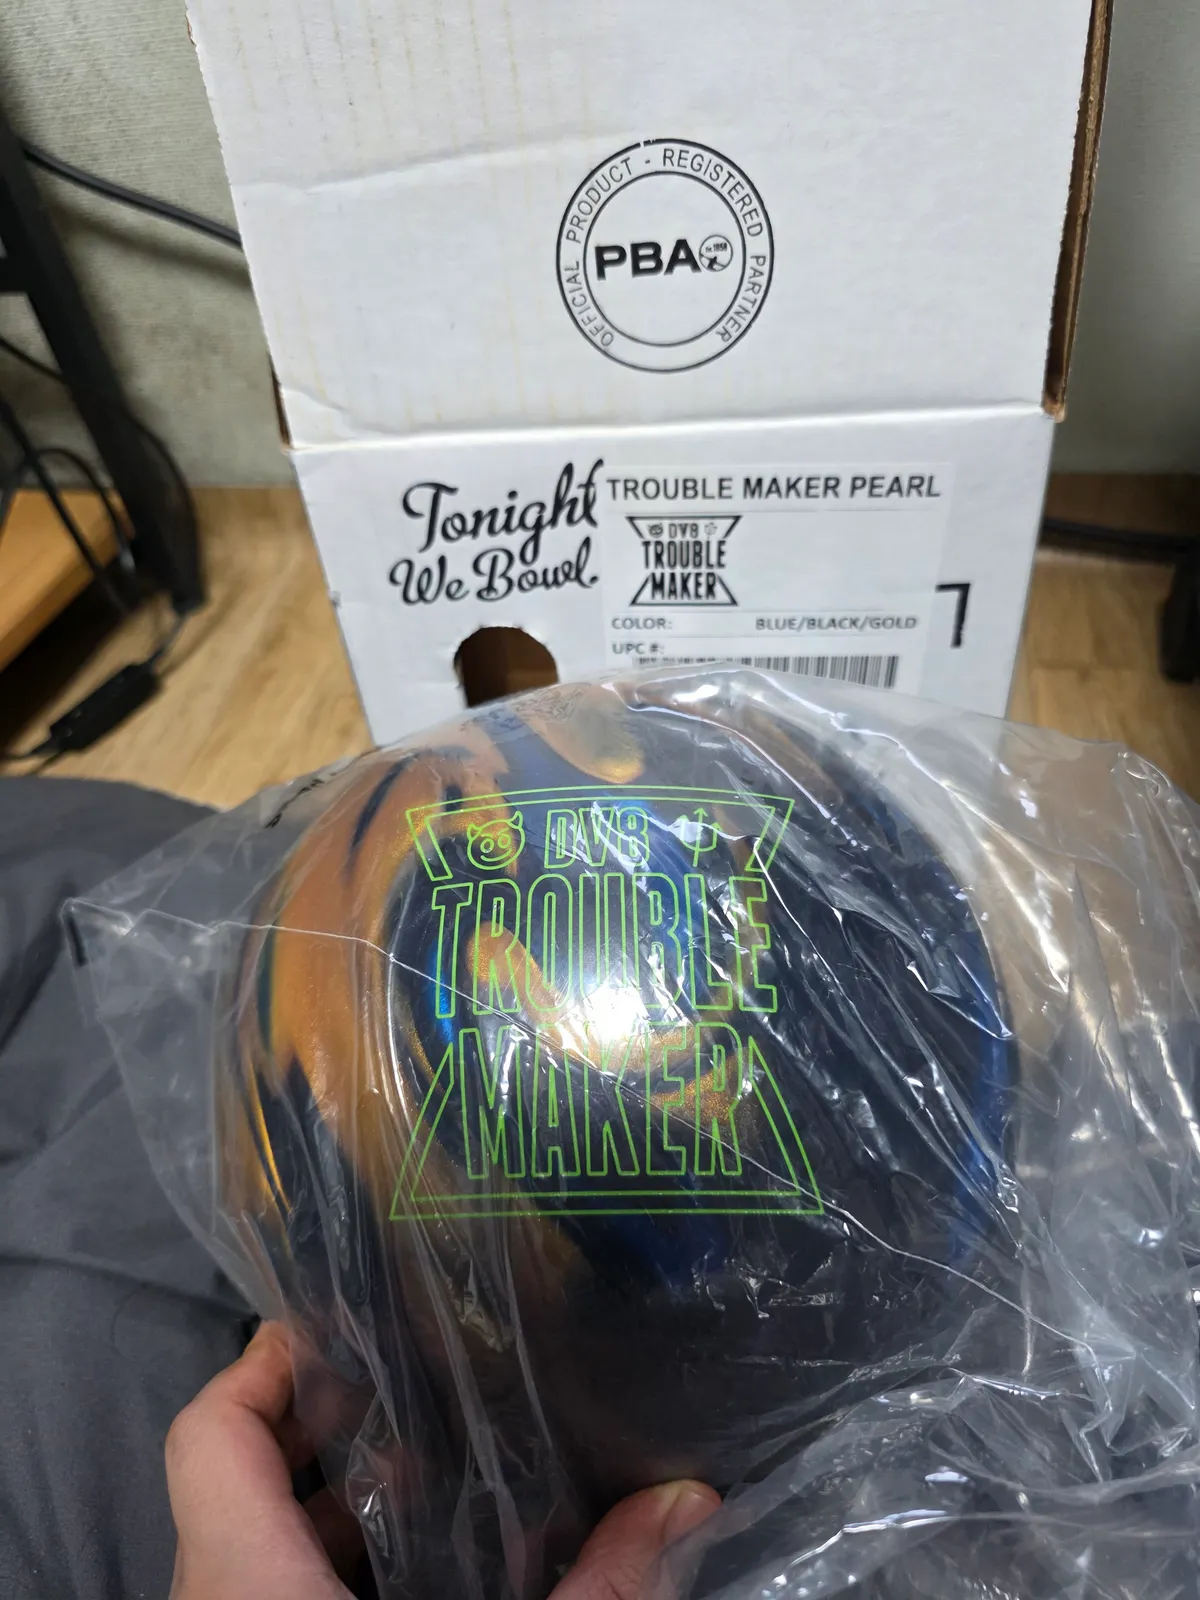 OFFICIAL PRODUCT - REGISTERED PARTNER
PBA
Est. 1958
Tonight
We Bowl.
TROUBLE MAKER PEARL
DV8
TROUBLE
MAKER
COLOR: BLUE/BLACK/GOLD
UPC #:
DV8
TROUBLE
MAKER